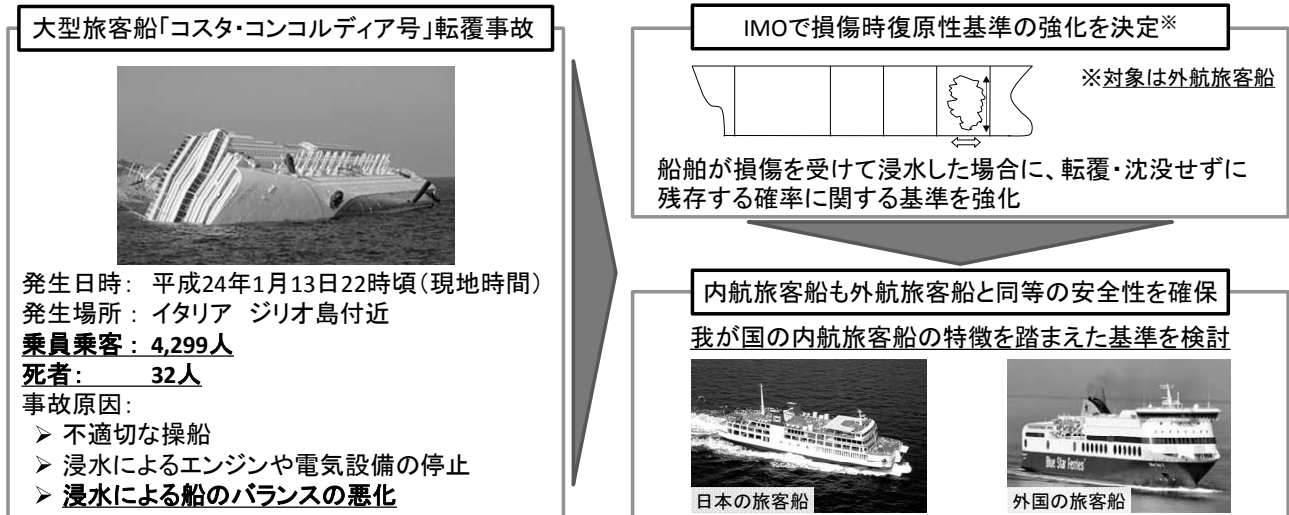 大型旅客船「コスタ・コンコルディア号」転覆事故
発生日時： 平成24年1月13日22時頃（現地時間）
発生場所： イタリア ジリオ島付近
乗員乗客： 4,299人
死者： 32人
事故原因：
➢ 不適切な操船
➢ 浸水によるエンジンや電気設備の停止
➢ 浸水による船のバランスの悪化
IMOで損傷時復原性基準の強化を決定※
※対象は外航旅客船
船舶が損傷を受けて浸水した場合に、転覆・沈没せずに
残存する確率に関する基準を強化
内航旅客船も外航旅客船と同等の安全性を確保
我が国の内航旅客船の特徴を踏まえた基準を検討
日本の旅客船
Blue Star Ferries
外国の旅客船